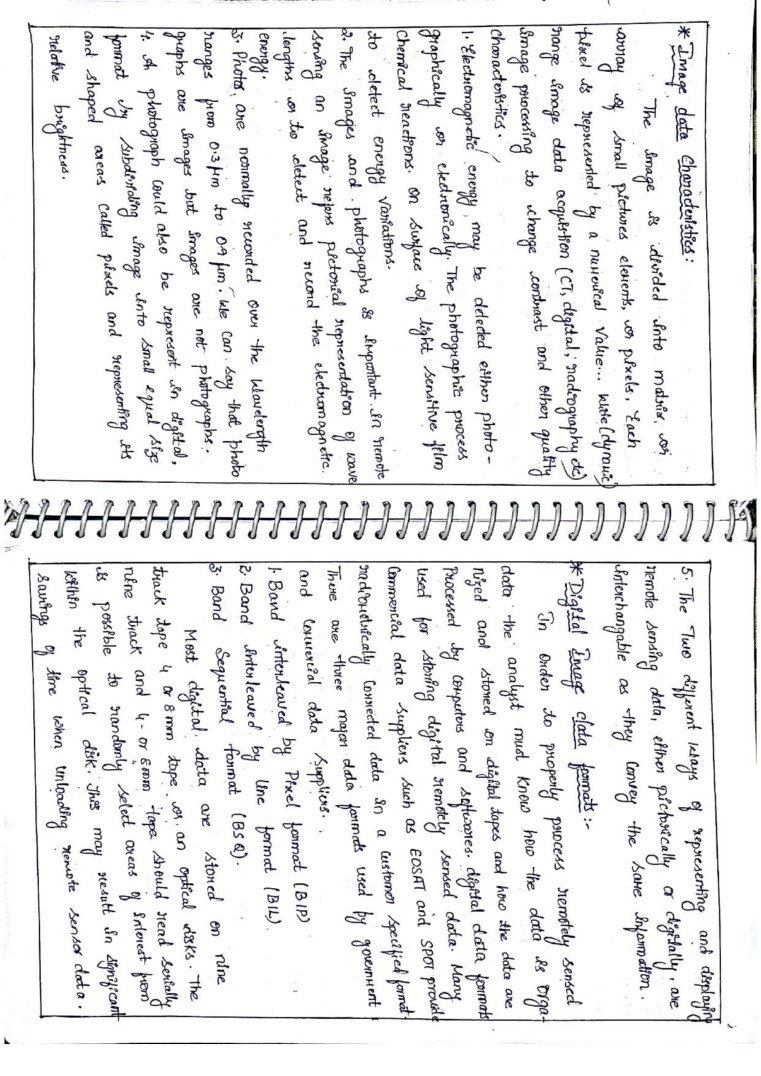 * Image data Characteristics:
The image is divided into matrix, or
array of small pictures elements, or pixels. Each
pixel is represented by a numerical value... wise (dynamic)
range image data acquistion (CT, digital, radiography etc)
image processing to change contrast and other quality
characteristics.
1. Electromagnetic energy may be detected either photo-
graphically or electronically. The photographic process
Chemical reactions on surface of light sensitive film
to detect energy variations.
2. The images and photographs is important in remote
sensing an image refers pictorial representation of wave
lengths or to detect and record the electromagnetic
energy.
3. Photos, are normally recorded over the wavelength
ranges from 0.3 μm to 0.9 μm. We can say that photo
graphs are images but images are not photographs.
4. A photograph could also be represent in digital,
format by subdividing image into small equal size
and shaped areas called pixels and representing its
relative brightness.
5. The Two different ways of representing and displaying
remote sensing data, either pictorically or digitally, are
interchangable as they convey the same information.
* Digital Image data formats :-
In order to properly process remotely sensed
data the analyst must know how the data is orga-
nized and stored on digital tapes and how the data are
Processed by computers and softwares. digital data formats
used for storing digital remotely sensed data. Many
Commercial data suppliers such as EOSAT and SPOT provide
radiometrically Corrected data in a Customer specified format.
There are three major data formats used by government
and commercial data suppliers.
1. Band interleaved by Pixel format (BIP)
2. Band interleaved by line format (BIL)
3. Band Sequential format (BSQ).
Most digital data are stored on nine
track tape 4 or 8 mm tape or an optical disks. The
nine track and 4- or 8mm tapes should read serially
is possible to randomly select areas of interest from
within the optical disk. This may result in significant
savings of time when unloading remote sensor data.